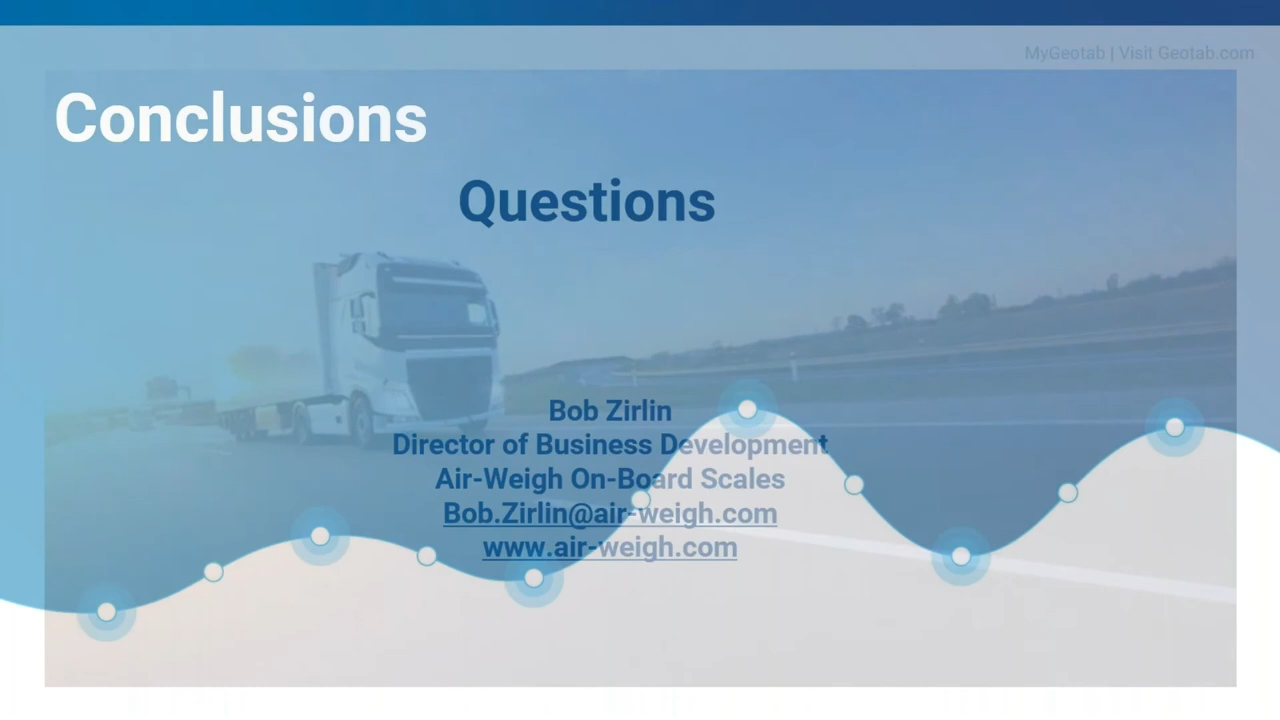 MyGeotab | Visit Geotab.com
Conclusions
Questions
Bob Zirlin
Director of Business Development
Air-Weigh On-Board Scales
Bob.Zirlin@air-weigh.com
www.air-weigh.com